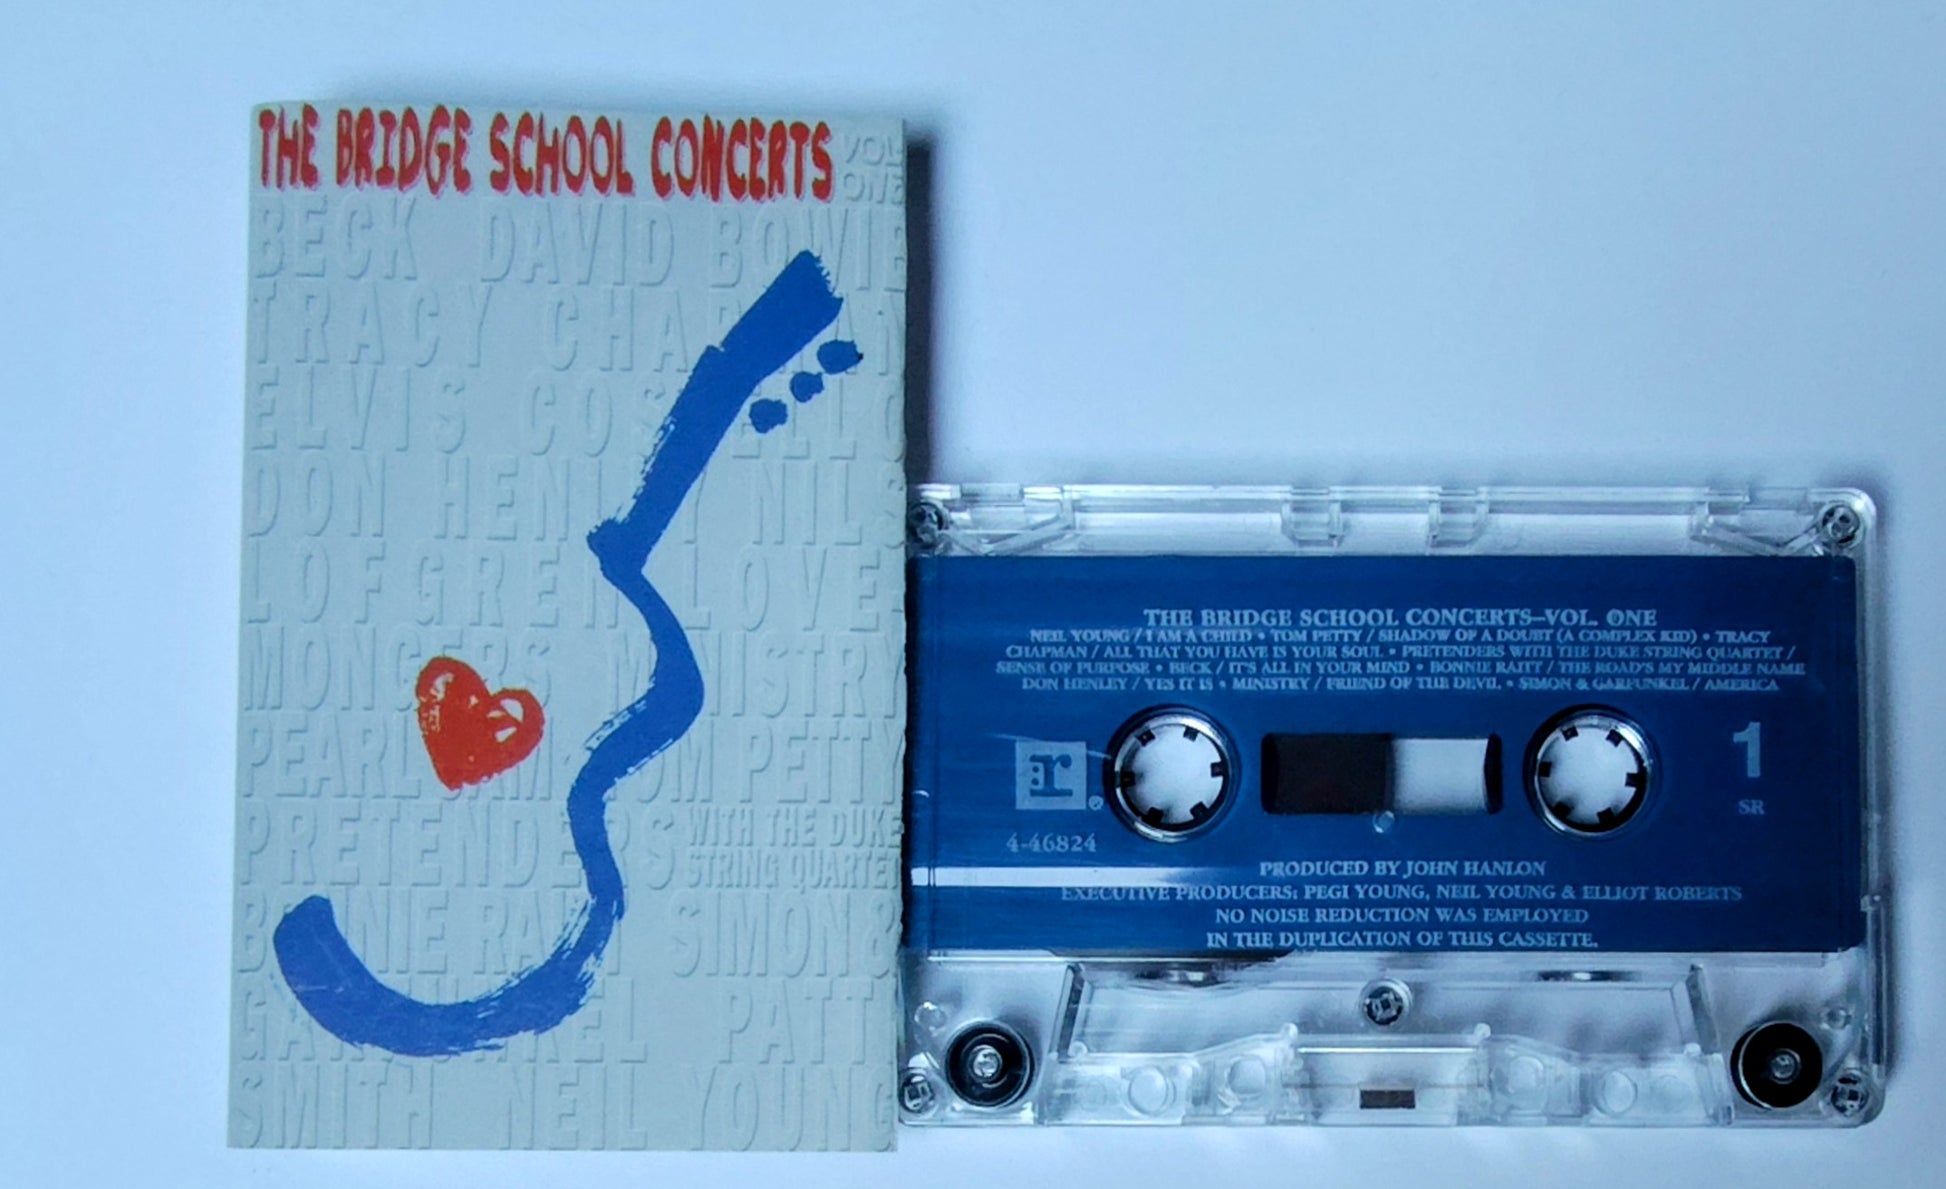 THE BRIDGE SCHOOL CONCERTS
VOL
ONE
BECK DAVID BOWIE
TRACY CHAPMAN
ELVIS COSTELLO
DON HENLEY NILS
LOFGREN LOVE-
MONGERS MINISTRY
PEARL JAM TOM PETTY
PRETENDERS WITH THE DUKE
STRING QUARTET
BONNIE RAITT SIMON &
GARFUNKEL PATTI
SMITH NEIL YOUNG
THE BRIDGE SCHOOL CONCERTS—VOL. ONE
NEIL YOUNG / I AM A CHILD • TOM PETTY / SHADOW OF A DOUBT (A COMPLEX KID) • TRACY
CHAPMAN / ALL THAT YOU HAVE IS YOUR SOUL • PRETENDERS WITH THE DUKE STRING QUARTET /
SENSE OF PURPOSE • BECK / IT'S ALL IN YOUR MIND • BONNIE RAITT / THE ROAD'S MY MIDDLE NAME
DON HENLEY / YES IT IS • MINISTRY / FRIEND OF THE DEVIL • SIMON & GARFUNKEL / AMERICA
:r
1
SR
4-46824
PRODUCED BY JOHN HANLON
EXECUTIVE PRODUCERS: PEGI YOUNG, NEIL YOUNG & ELLIOT ROBERTS
NO NOISE REDUCTION WAS EMPLOYED
IN THE DUPLICATION OF THIS CASSETTE.